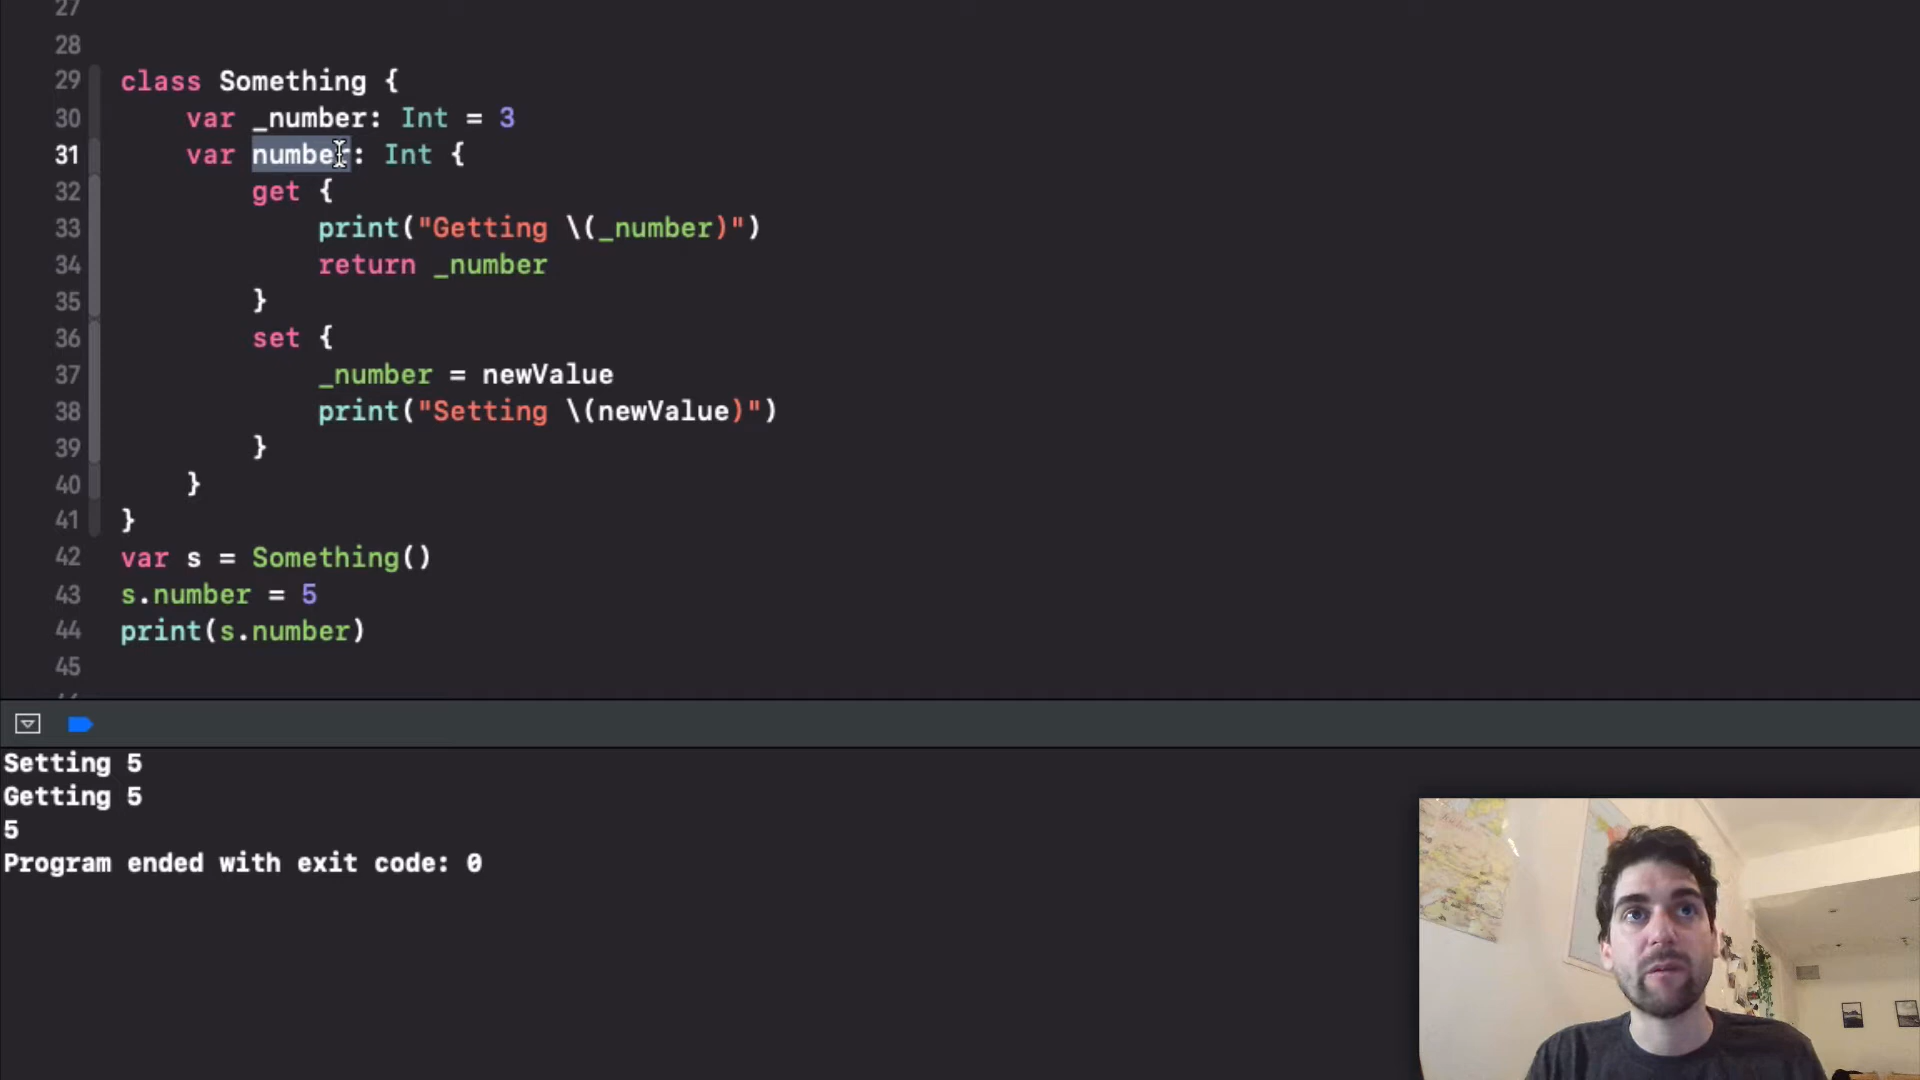 27
28
29 class Something {
30 var _number: Int = 3
31 var number: Int {
32 get {
33 print("Getting \(_number)")
34 return _number
35 }
36 set {
37 _number = newValue
38 print("Setting \(newValue)")
39 }
40 }
41 }
42 var s = Something()
43 s.number = 5
44 print(s.number)
45
Setting 5
Getting 5
5
Program ended with exit code: 0